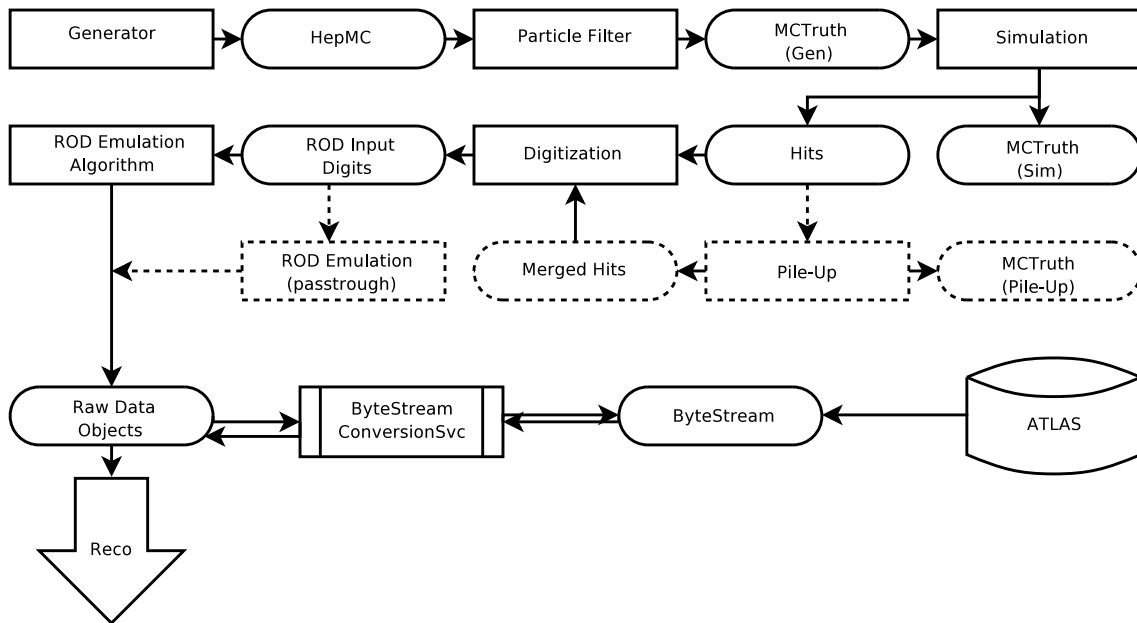 Generator
HepMC
Particle Filter
MCTruth
(Gen)
Simulation
ROD Emulation
Algorithm
ROD Input
Digits
Digitization
Hits
MCTruth
(Sim)
ROD Emulation
(passtrough)
Merged Hits
Pile-Up
MCTruth
(Pile-Up)
Raw Data
Objects
ByteStream
ConversionSvc
ByteStream
ATLAS
Reco